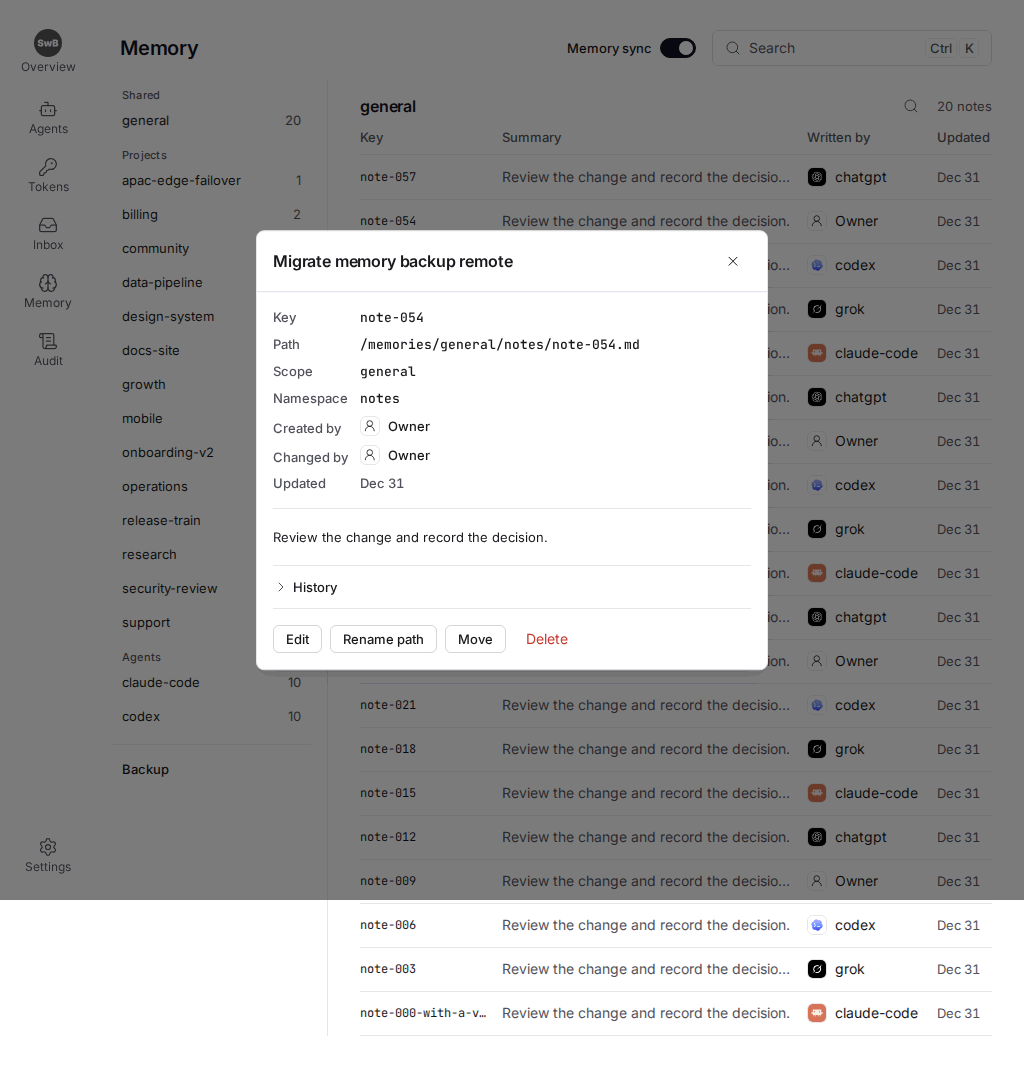 SwB
Overview
Agents
Tokens
Inbox
Memory
Audit
Settings
Memory
Memory sync
Search
Ctrl K
Shared
general 20
Projects
apac-edge-failover 1
billing 2
community
data-pipeline
design-system
docs-site
growth
mobile
onboarding-v2
operations
release-train
research
security-review
support
Agents
claude-code 10
codex 10
Backup
general
20 notes
Key Summary Written by Updated
note-057 Review the change and record the decisio... chatgpt Dec 31
note-054 Review the change and record the decision. Owner Dec 31
io... codex Dec 31
ion. grok Dec 31
io... claude-code Dec 31
ion. chatgpt Dec 31
io... Owner Dec 31
ion. codex Dec 31
io... grok Dec 31
ion. claude-code Dec 31
io... chatgpt Dec 31
ion. Owner Dec 31
note-021 Review the change and record the decisio... codex Dec 31
note-018 Review the change and record the decision. grok Dec 31
note-015 Review the change and record the decisio... claude-code Dec 31
note-012 Review the change and record the decision. chatgpt Dec 31
note-009 Review the change and record the decisio... Owner Dec 31
note-006 Review the change and record the decision. codex Dec 31
note-003 Review the change and record the decisio... grok Dec 31
note-000-with-a-v... Review the change and record the decision. claude-code Dec 31
Migrate memory backup remote
Key note-054
Path /memories/general/notes/note-054.md
Scope general
Namespace notes
Created by Owner
Changed by Owner
Updated Dec 31
Review the change and record the decision.
History
Edit Rename path Move Delete